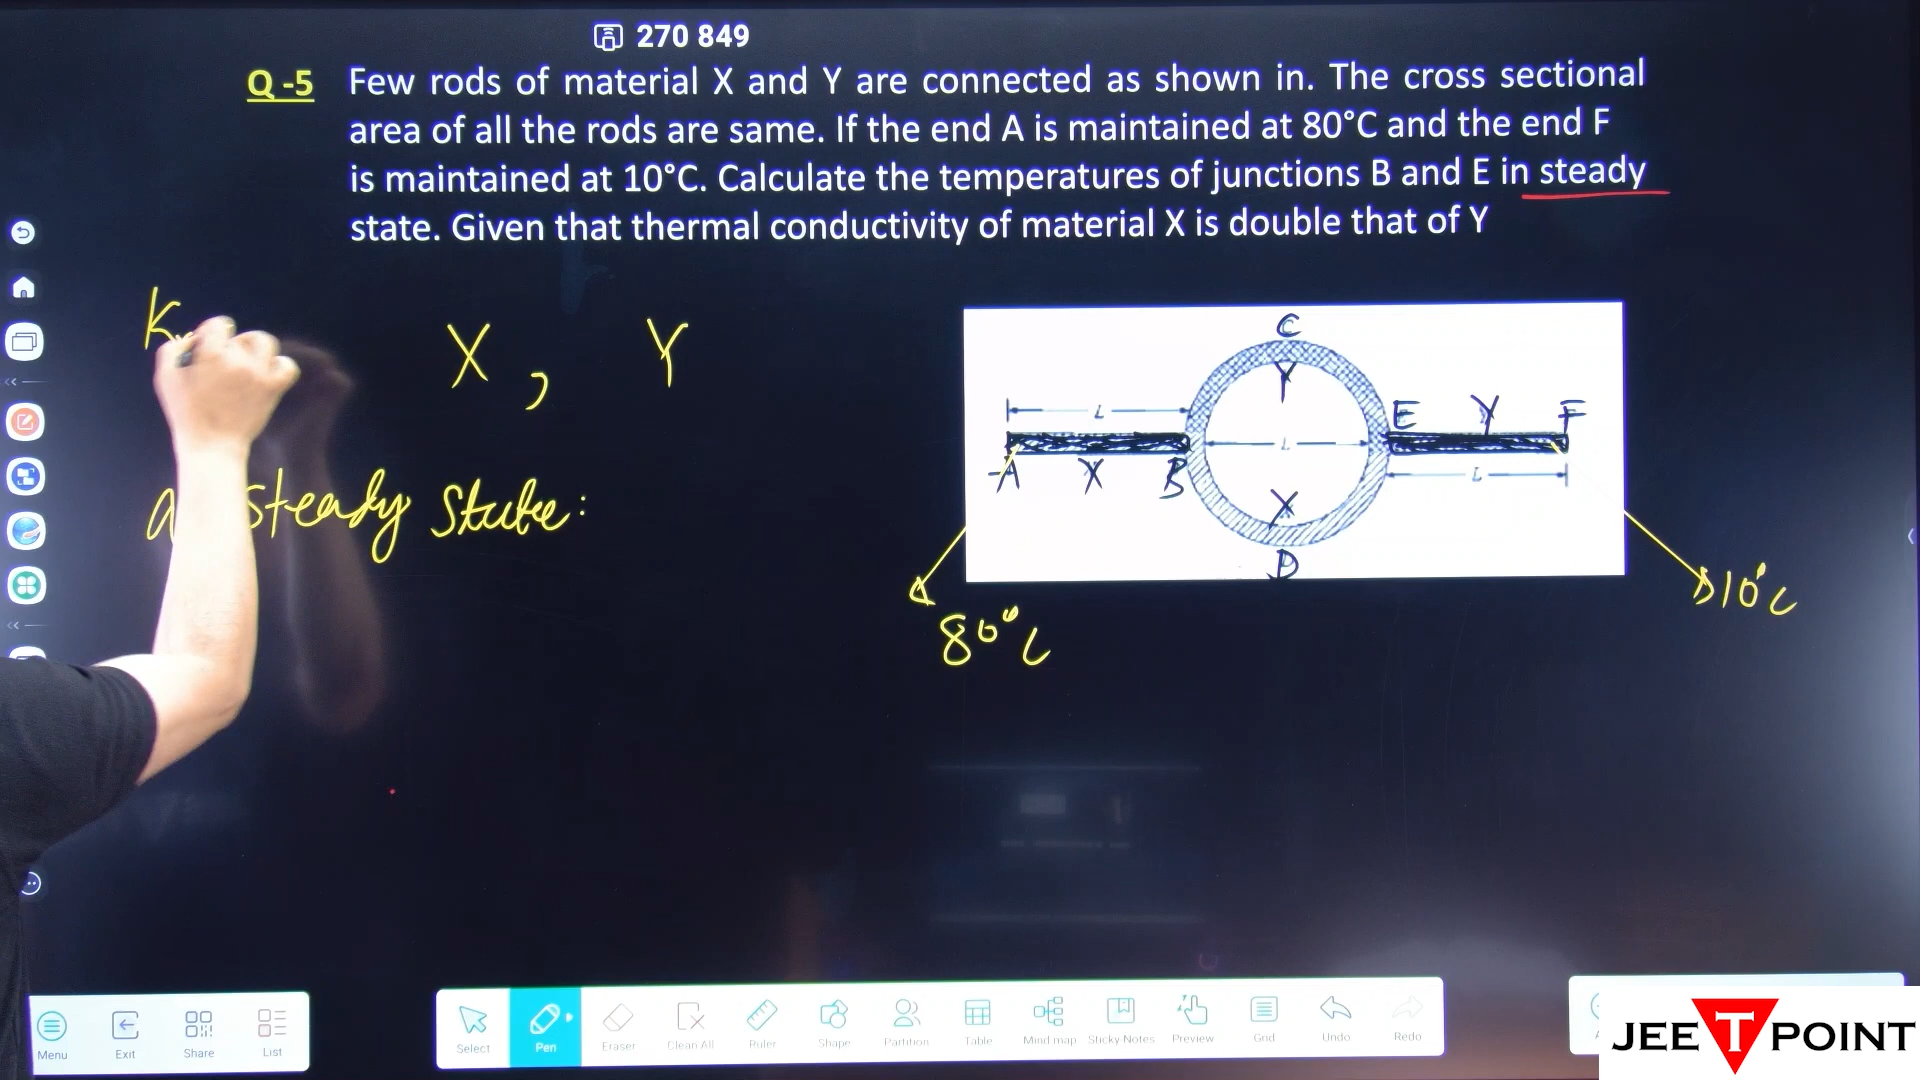 270 849
Q-5 Few rods of material X and Y are connected as shown in. The cross sectional
area of all the rods are same. If the end A is maintained at 80°C and the end F
is maintained at 10°C. Calculate the temperatures of junctions B and E in steady
state. Given that thermal conductivity of material X is double that of Y
K
X , Y
steady State:
C
Y
L
E Y F
L
A X B
L
X
D
80°C
10°C
Menu Exit Share List
Select Pen Eraser Clean All Ruler Shape Partition Table Mind map Sticky Notes Preview Grid Undo Redo
JEE T POINT